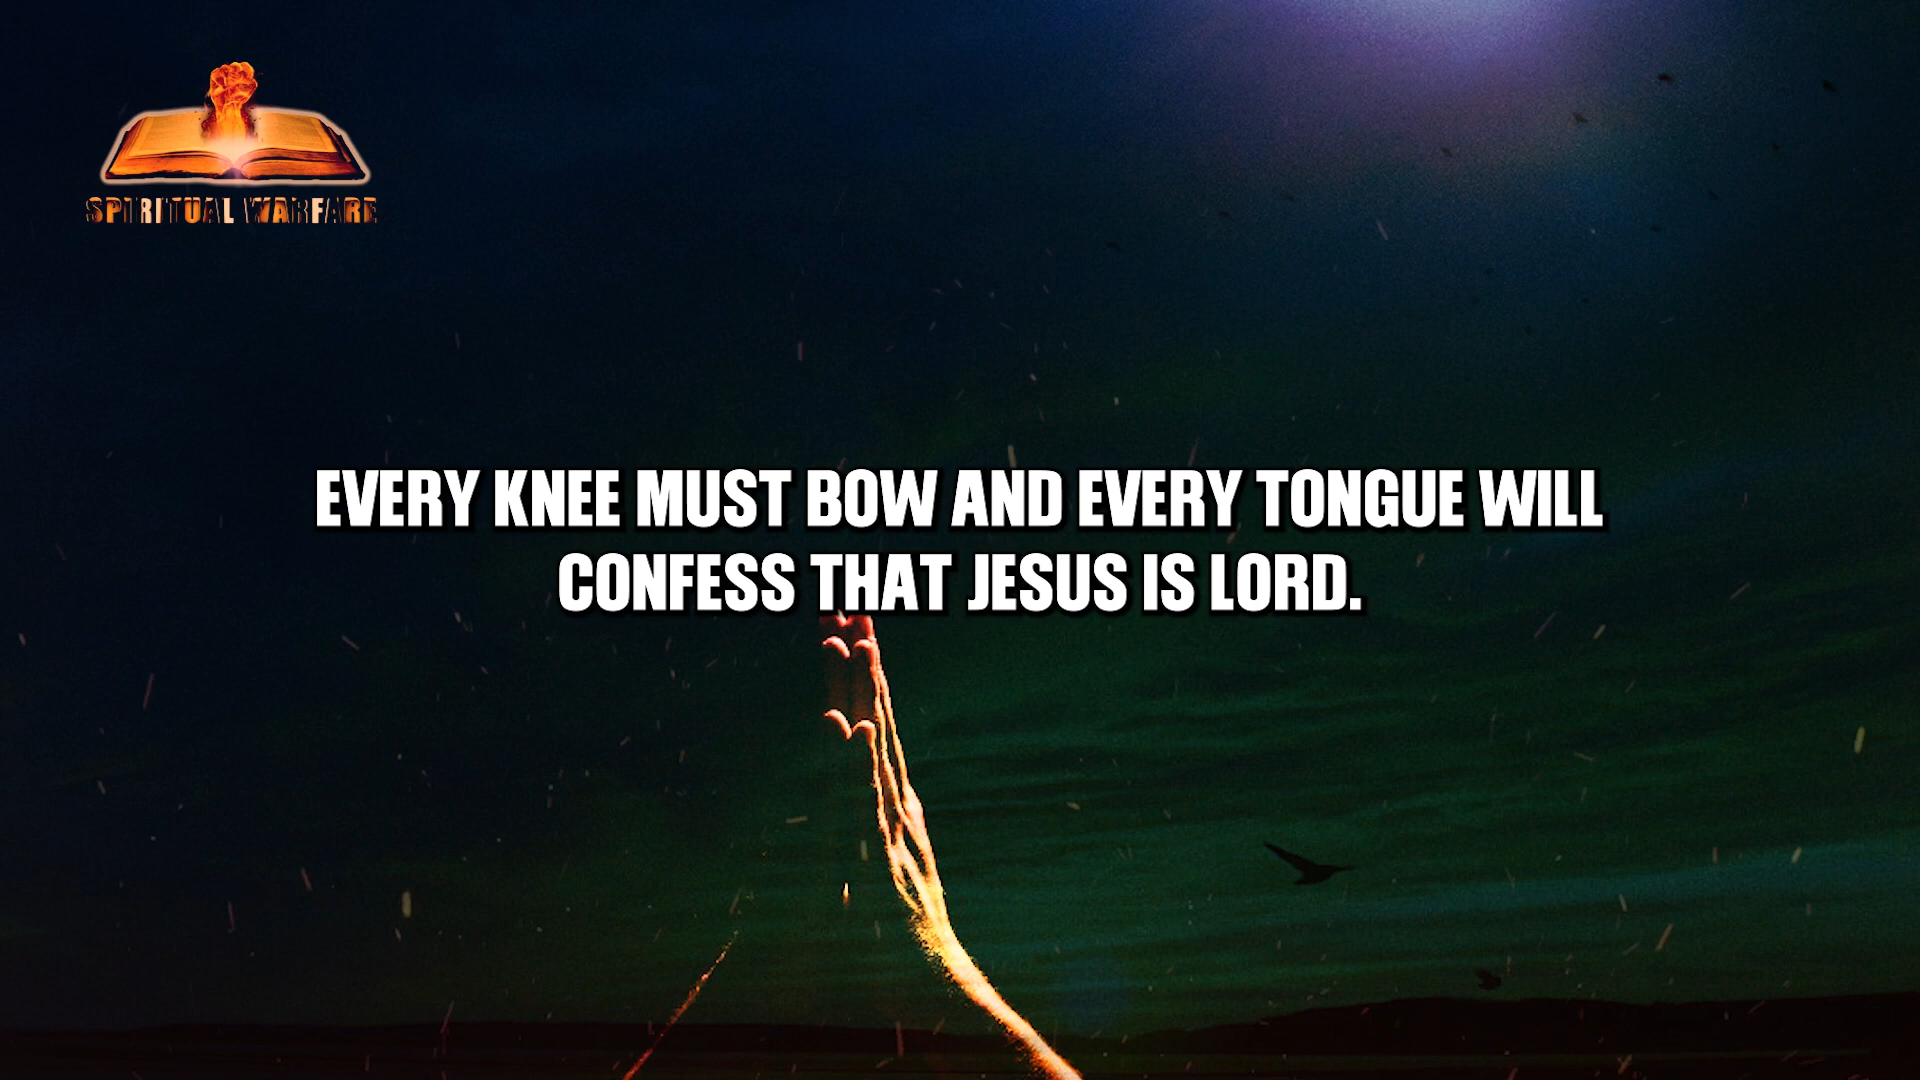 SPIRITUAL WARFARE
EVERY KNEE MUST BOW AND EVERY TONGUE WILL
CONFESS THAT JESUS IS LORD.